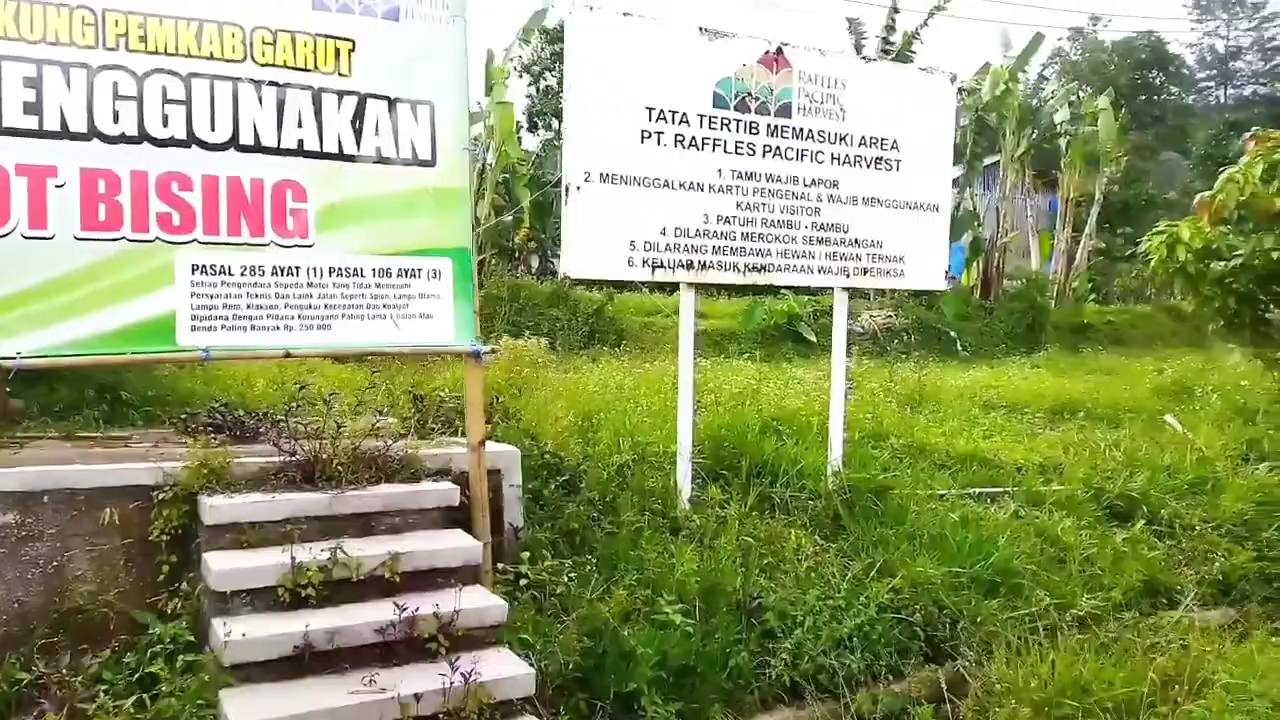 KUNG PEMKAB GARUT
ENGGUNAKAN
OT BISING
PASAL 285 AYAT (1) PASAL 106 AYAT (3)
Setiap Pengendara Sepeda Motor Yang Tidak Memenuhi
Persyaratan Teknis Dan Laiek Jalan Seperti Spion, Lampu Utama,
Lampu Rem, Klakson, Pengukur Kecepatan Dan Knalpot
Dipidana Dengan Pidana Kurungann Paling Lama 1 Bulan Atau
Denda Paling Banyak Rp. 250.000
HARVEST
RAFFLES
PACIFIC
HARVEST
TATA TERTIB MEMASUKI AREA
PT. RAFFLES PACIFIC HARVEST
1. TAMU WAJIB LAPOR
2. MENINGGALKAN KARTU PENGENAL & WAJIB MENGGUNAKAN
KARTU VISITOR
3. PATUHI RAMBU - RAMBU
4. DILARANG MEROKOK SEMBARANGAN
5. DILARANG MEMBAWA HEWAN / HEWAN TERNAK
6. KELUAR MASUK KENDARAAN WAJIB DIPERIKSA